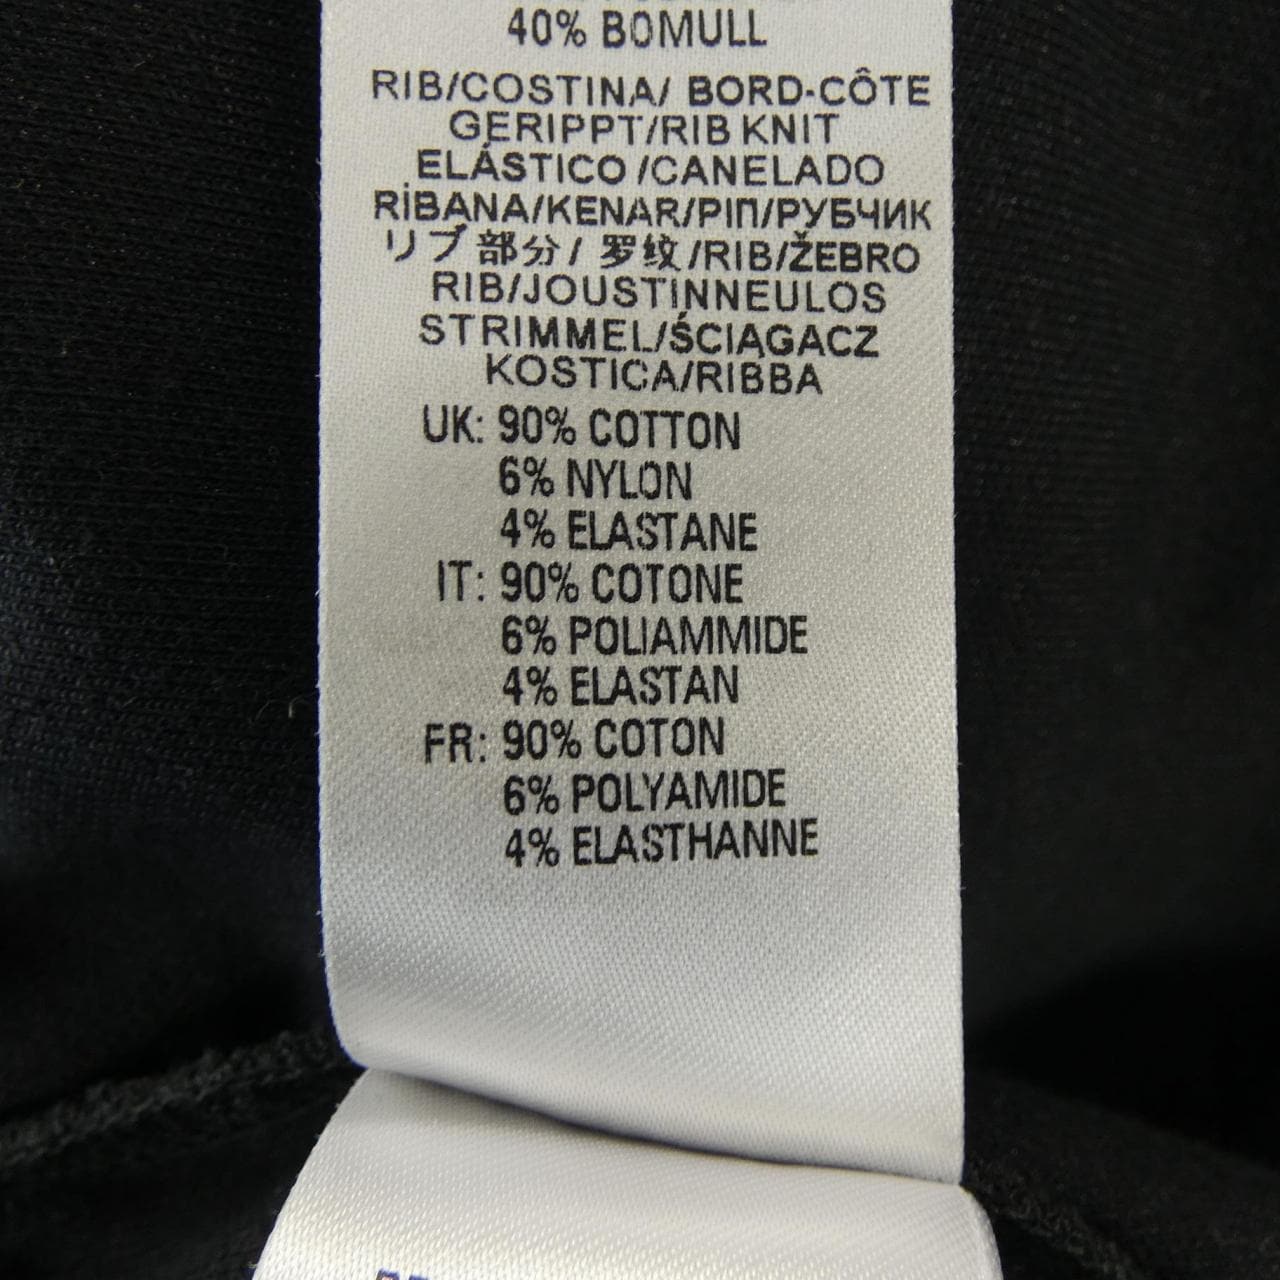 40% BOMULL
RIB/COSTINA/ BORD-CÔTE
GERIPPT/RIB KNIT
ELÁSTICO /CANELADO
RİBANA/KENAR/ΡΙΠ/РУБЧИК
リブ 部分/ 罗纹/RIB/ŽEBRO
RIB/JOUSTINNEULOS
STRIMMEL/ŚCIĄGACZ
KOSTICA/RIBBA
UK: 90% COTTON
6% NYLON
4% ELASTANE
IT: 90% COTONE
6% POLIAMMIDE
4% ELASTAN
FR: 90% COTON
6% POLYAMIDE
4% ELASTHANNE